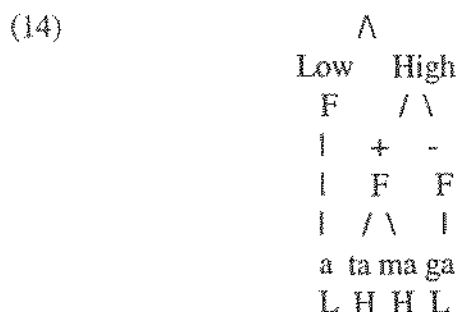 (14) /\
Low High
F / \
| + -
| F F
| / \ |
a ta ma ga
L H H L